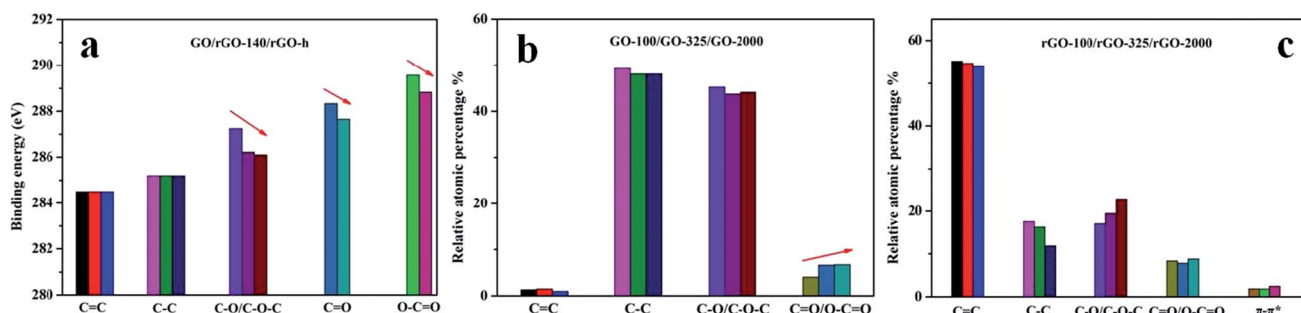 a
GO/rGO-140/rGO-h
Binding energy (eV)
292
290
288
286
284
282
280
C=C C-C C-O/C-O-C C=O O-C=O
b
GO-100/GO-325/GO-2000
Relative atomic percentage %
60
40
20
0
C=C C-C C-O/C-O-C C=O/O-C=O
rGO-100/rGO-325/rGO-2000
c
Relative atomic percentage %
60
40
20
0
C=C C-C C-O/C-O-C C=O/O-C=O π-π*